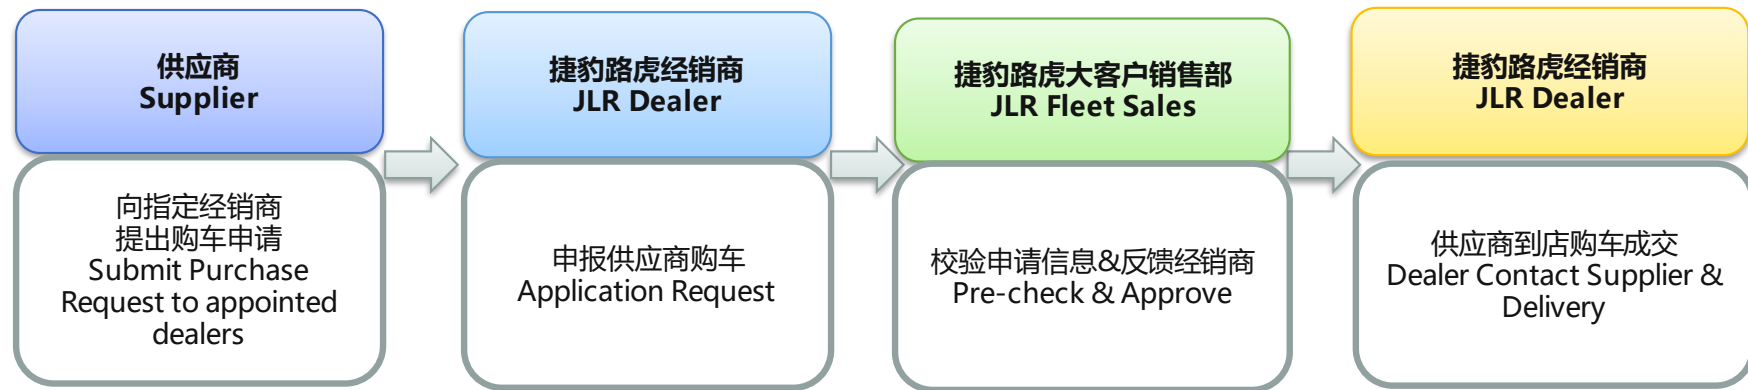 供应商
Supplier
向指定经销商
提出购车申请
Submit Purchase
Request to appointed
dealers
捷豹路虎经销商
JLR Dealer
申报供应商购车
Application Request
捷豹路虎大客户销售部
JLR Fleet Sales
校验申请信息&反馈经销商
Pre-check & Approve
捷豹路虎经销商
JLR Dealer
供应商到店购车成交
Dealer Contact Supplier &
Delivery